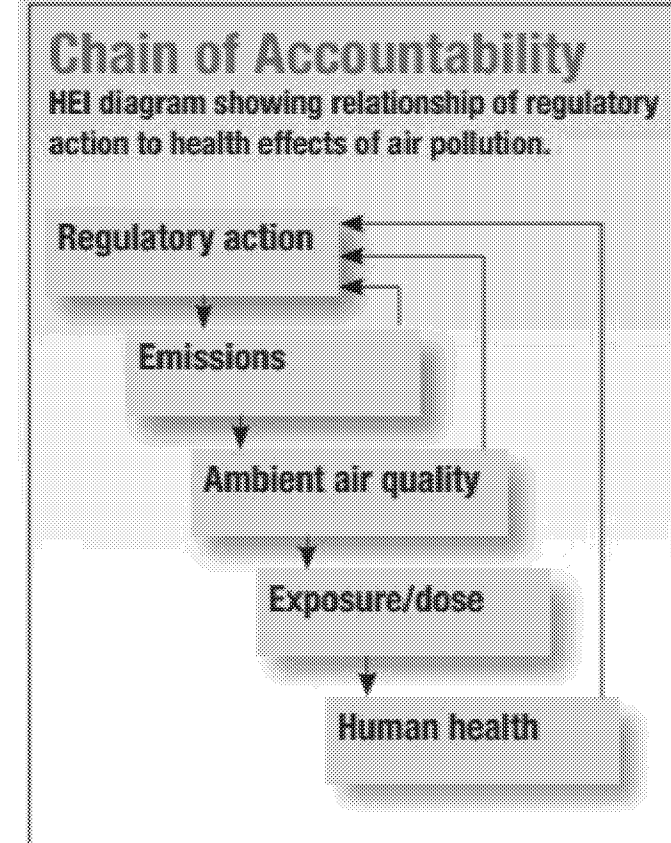 Chain of Accountability
HEI diagram showing relationship of regulatory
action to health effects of air pollution.
Regulatory action
Emissions
Ambient air quality
Exposure/dose
Human health